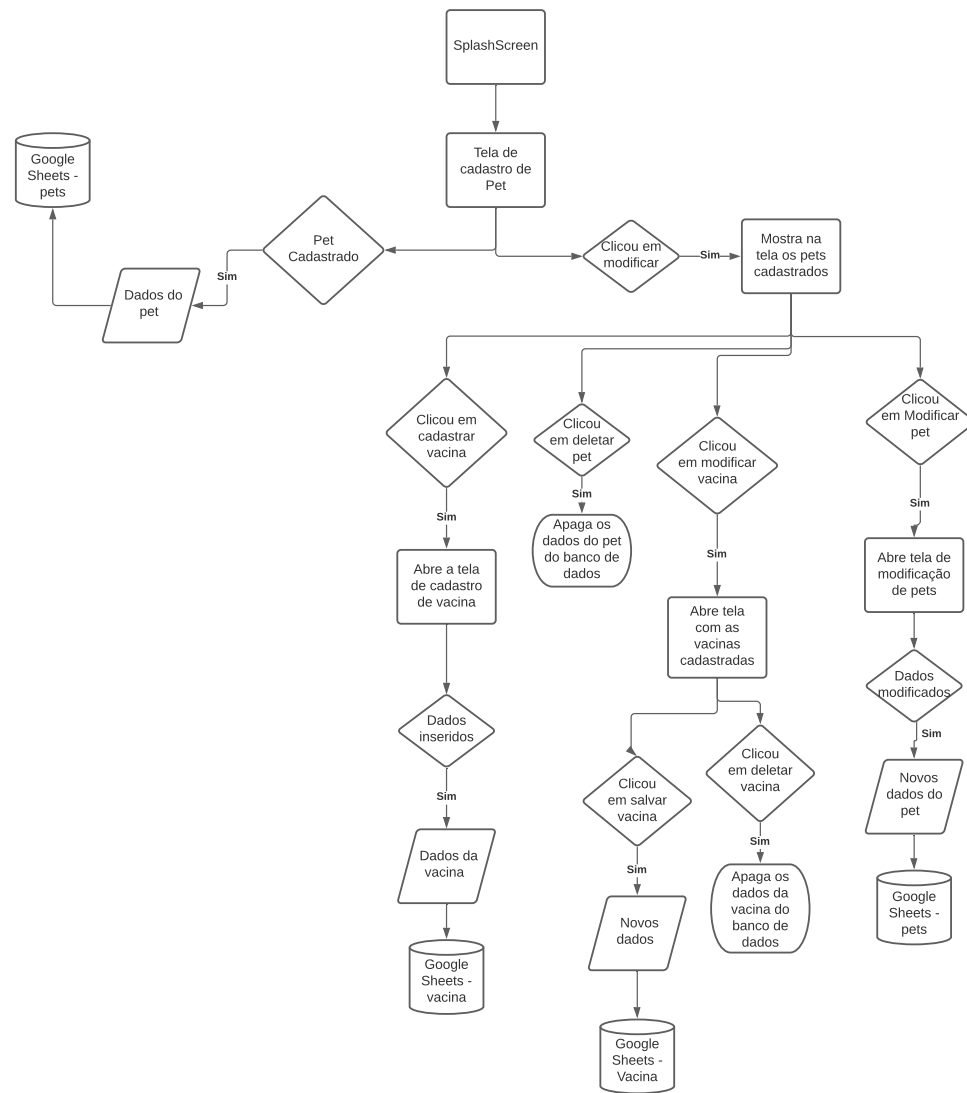 SplashScreen
Tela de
cadastro de
Pet
Google
Sheets -
pets
Pet
Cadastrado
Sim
Dados do
pet
Clicou em
modificar
Sim
Mostra na
tela os pets
cadastrados
Clicou em
cadastrar
vacina
Sim
Abre a tela
de cadastro
de vacina
Dados
inseridos
Sim
Dados da
vacina
Google
Sheets -
vacina
Clicou
em deletar
pet
Sim
Apaga os
dados do pet
do banco de
dados
Clicou
em modificar
vacina
Sim
Abre tela
com as
vacinas
cadastradas
Clicou
em salvar
vacina
Sim
Novos
dados
Google
Sheets -
Vacina
Clicou
em deletar
vacina
Sim
Apaga os
dados da
vacina do
banco de
dados
Clicou
em Modificar
pet
Sim
Abre tela de
modificação
de pets
Dados
modificados
Sim
Novos
dados do
pet
Google
Sheets -
pets